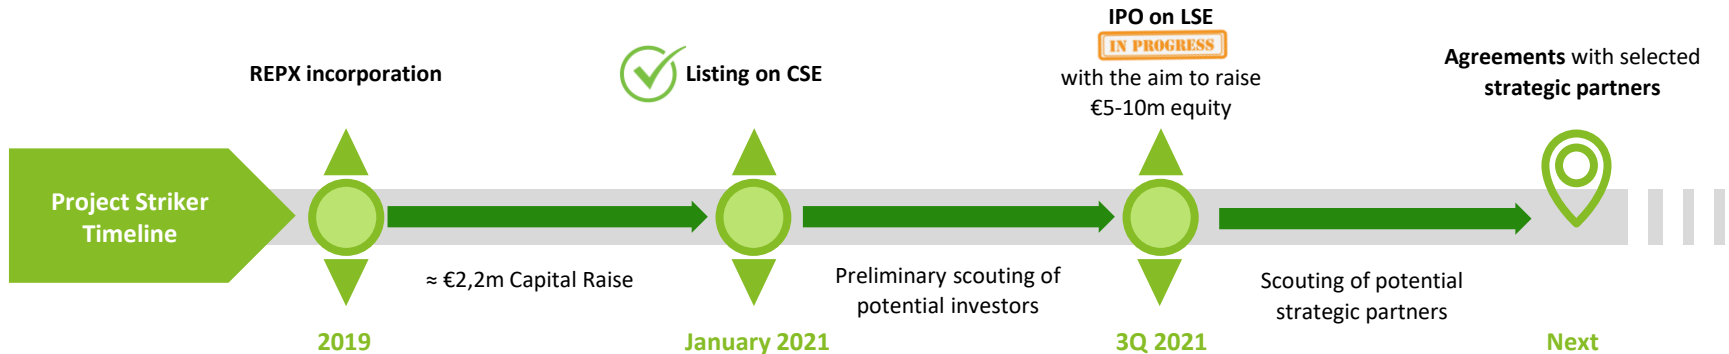 Project Striker
Timeline
REPX incorporation
2019
≈ €2,2m Capital Raise
Listing on CSE
January 2021
Preliminary scouting of
potential investors
IPO on LSE
IN PROGRESS
with the aim to raise
€5-10m equity
3Q 2021
Scouting of potential
strategic partners
Agreements with selected
strategic partners
Next